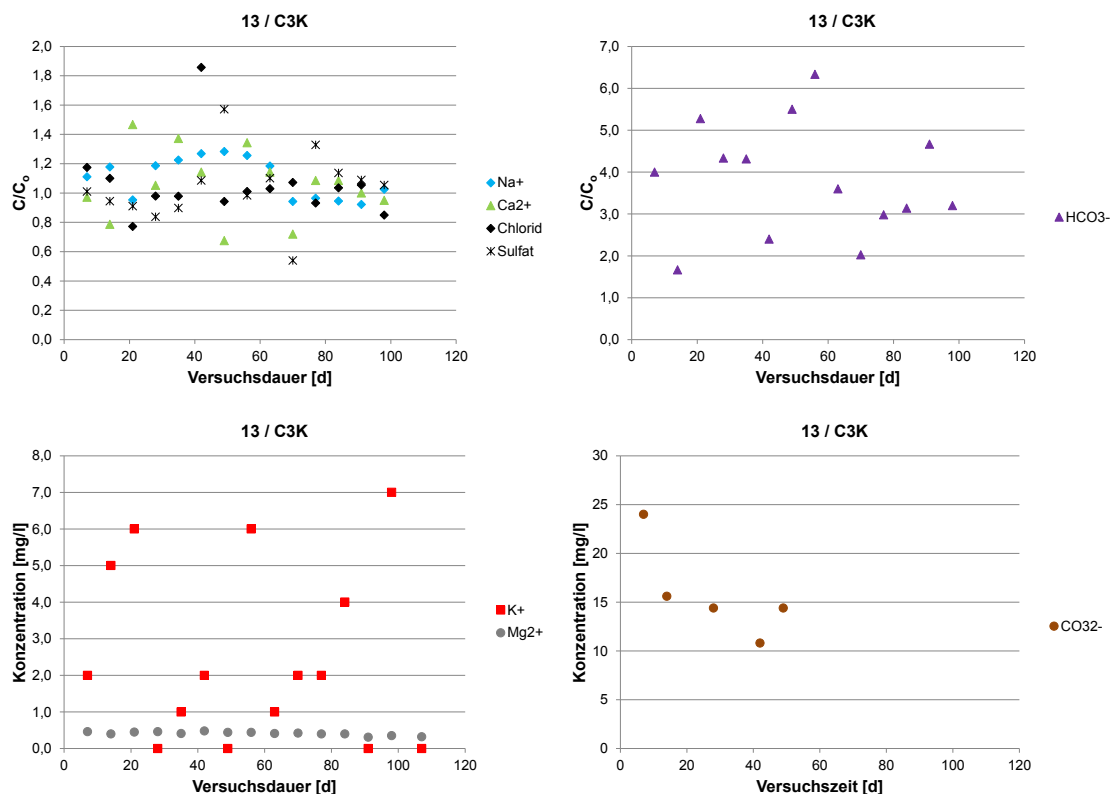 13 / C3K
2,0
1,8
1,6
1,4
1,2
1,0
0,8
0,6
0,4
0,2
0,0
C/Co
0 20 40 60 80 100 120
Versuchsdauer [d]
Na+
Ca2+
Chlorid
Sulfat
13 / C3K
7,0
6,0
5,0
4,0
3,0
2,0
1,0
0,0
C/Co
0 20 40 60 80 100 120
Versuchsdauer [d]
HCO3-
13 / C3K
8,0
7,0
6,0
5,0
4,0
3,0
2,0
1,0
0,0
Konzentration [mg/l]
0 20 40 60 80 100 120
Versuchsdauer [d]
K+
Mg2+
13 / C3K
30
25
20
15
10
5
0
Konzentration [mg/l]
0 20 40 60 80 100 120
Versuchszeit [d]
CO32-